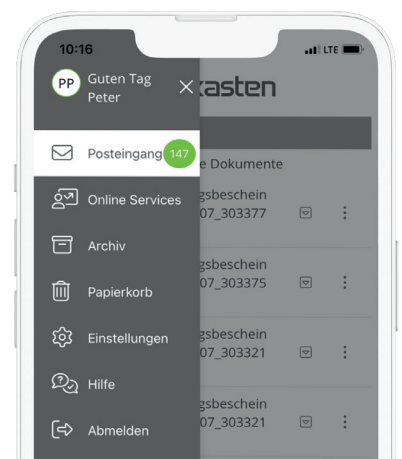 10:16
LTE
PP
Guten Tag
Peter
kasten
Posteingang 147
e Dokumente
Online Services
gsbeschein
07_303377
Archiv
gsbeschein
07_303375
Papierkorb
Einstellungen
gsbeschein
07_303321
Hilfe
gsbeschein
07_303321
Abmelden